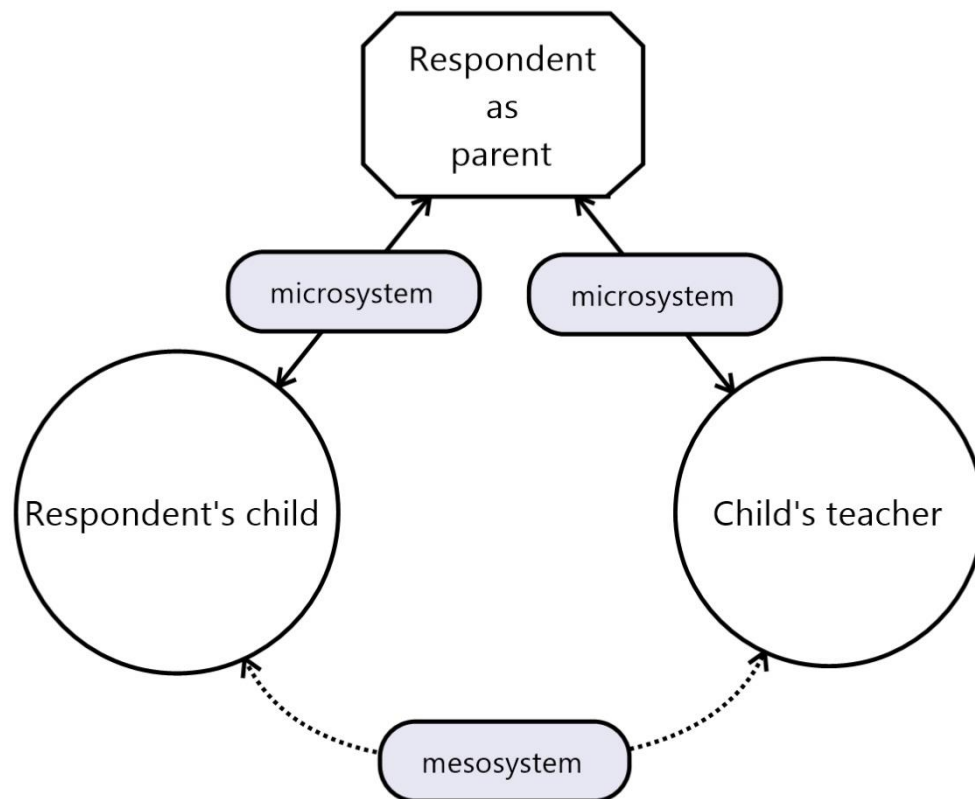 Respondent
as
parent
microsystem
microsystem
Respondent's child
Child's teacher
mesosystem